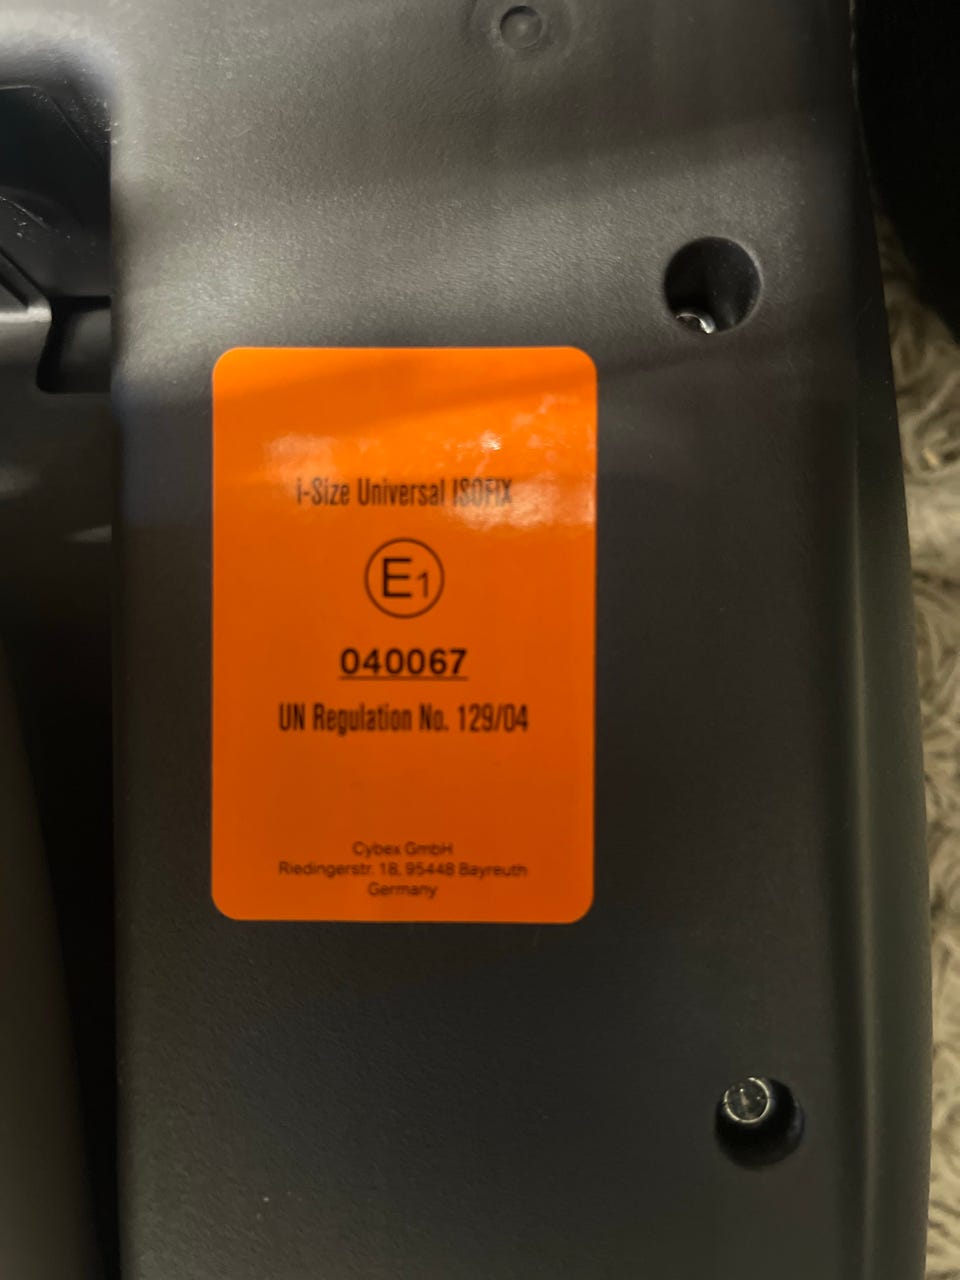 i-Size Universal ISOFIX
E1
040067
UN Regulation No. 129/04
Cybex GmbH
Riedingerstr. 18, 95448 Bayreuth
Germany